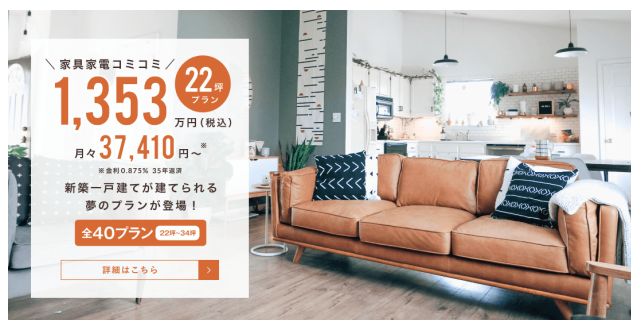 ＼ 家具家電コミコミ ／
22坪
プラン
1,353万円(税込)
月々37,410円〜※
※金利0.875% 35年返済
新築一戸建てが建てられる
夢のプランが登場！
全40プラン 22坪~34坪
詳細はこちら